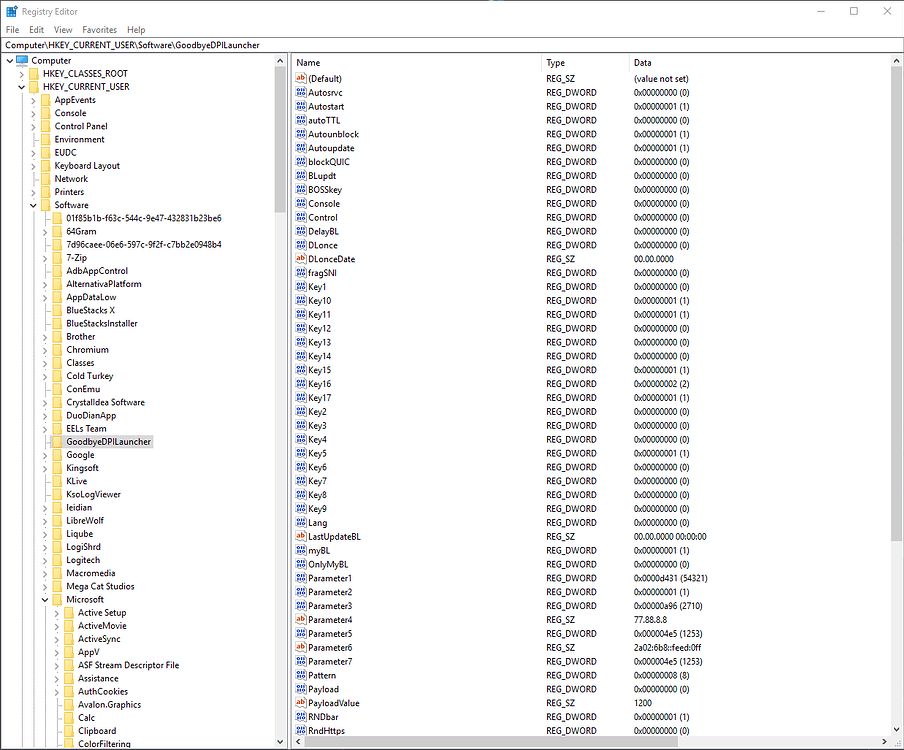 Registry Editor
File Edit View Favorites Help
Computer\HKEY_CURRENT_USER\Software\GoodbyeDPILauncher
Computer
HKEY_CLASSES_ROOT
HKEY_CURRENT_USER
AppEvents
Console
Control Panel
Environment
EUDC
Keyboard Layout
Network
Printers
Software
01f85b1b-f63c-544c-9e47-432831b23be6
64Gram
7d96caee-06e6-597c-9f2f-c7bb2e0948b4
7-Zip
AdbAppControl
AlternativaPlatform
AppDataLow
BlueStacks X
BlueStacksInstaller
Brother
Chromium
Classes
Cold Turkey
ConEmu
CrystalIdea Software
DuoDianApp
EELs Team
GoodbyeDPILauncher
Google
Kingsoft
KLive
KsoLogViewer
leidian
LibreWolf
Liqube
LogiShrd
Logitech
Macromedia
Mega Cat Studios
Microsoft
Active Setup
ActiveMovie
ActiveSync
AppV
ASF Stream Descriptor File
Assistance
AuthCookies
Avalon.Graphics
Calc
Clipboard
ColorFiltering
Name Type Data
(Default) REG_SZ (value not set)
Autosrvc REG_DWORD 0x00000000 (0)
Autostart REG_DWORD 0x00000001 (1)
autoTTL REG_DWORD 0x00000000 (0)
Autounblock REG_DWORD 0x00000001 (1)
Autoupdate REG_DWORD 0x00000001 (1)
blockQUIC REG_DWORD 0x00000000 (0)
BLupdt REG_DWORD 0x00000000 (0)
BOSSkey REG_DWORD 0x00000000 (0)
Console REG_DWORD 0x00000000 (0)
Control REG_DWORD 0x00000000 (0)
DelayBL REG_DWORD 0x00000000 (0)
DLonce REG_DWORD 0x00000000 (0)
DLonceDate REG_SZ 00.00.0000
fragSNI REG_DWORD 0x00000000 (0)
Key1 REG_DWORD 0x00000000 (0)
Key10 REG_DWORD 0x00000001 (1)
Key11 REG_DWORD 0x00000001 (1)
Key12 REG_DWORD 0x00000000 (0)
Key13 REG_DWORD 0x00000000 (0)
Key14 REG_DWORD 0x00000000 (0)
Key15 REG_DWORD 0x00000001 (1)
Key16 REG_DWORD 0x00000002 (2)
Key17 REG_DWORD 0x00000001 (1)
Key2 REG_DWORD 0x00000000 (0)
Key3 REG_DWORD 0x00000000 (0)
Key4 REG_DWORD 0x00000000 (0)
Key5 REG_DWORD 0x00000001 (1)
Key6 REG_DWORD 0x00000000 (0)
Key7 REG_DWORD 0x00000000 (0)
Key8 REG_DWORD 0x00000000 (0)
Key9 REG_DWORD 0x00000000 (0)
Lang REG_DWORD 0x00000000 (0)
LastUpdateBL REG_SZ 00.00.0000 00:00:00
myBL REG_DWORD 0x00000001 (1)
OnlyMyBL REG_DWORD 0x00000000 (0)
Parameter1 REG_DWORD 0x0000d431 (54321)
Parameter2 REG_DWORD 0x00000001 (1)
Parameter3 REG_DWORD 0x00000a96 (2710)
Parameter4 REG_SZ 77.88.8.8
Parameter5 REG_DWORD 0x000004e5 (1253)
Parameter6 REG_SZ 2a02:6b8::feed:0ff
Parameter7 REG_DWORD 0x000004e5 (1253)
Pattern REG_DWORD 0x00000008 (8)
Payload REG_DWORD 0x00000000 (0)
PayloadValue REG_SZ 1200
RNDbar REG_DWORD 0x00000001 (1)
RndHttps REG_DWORD 0x00000000 (0)